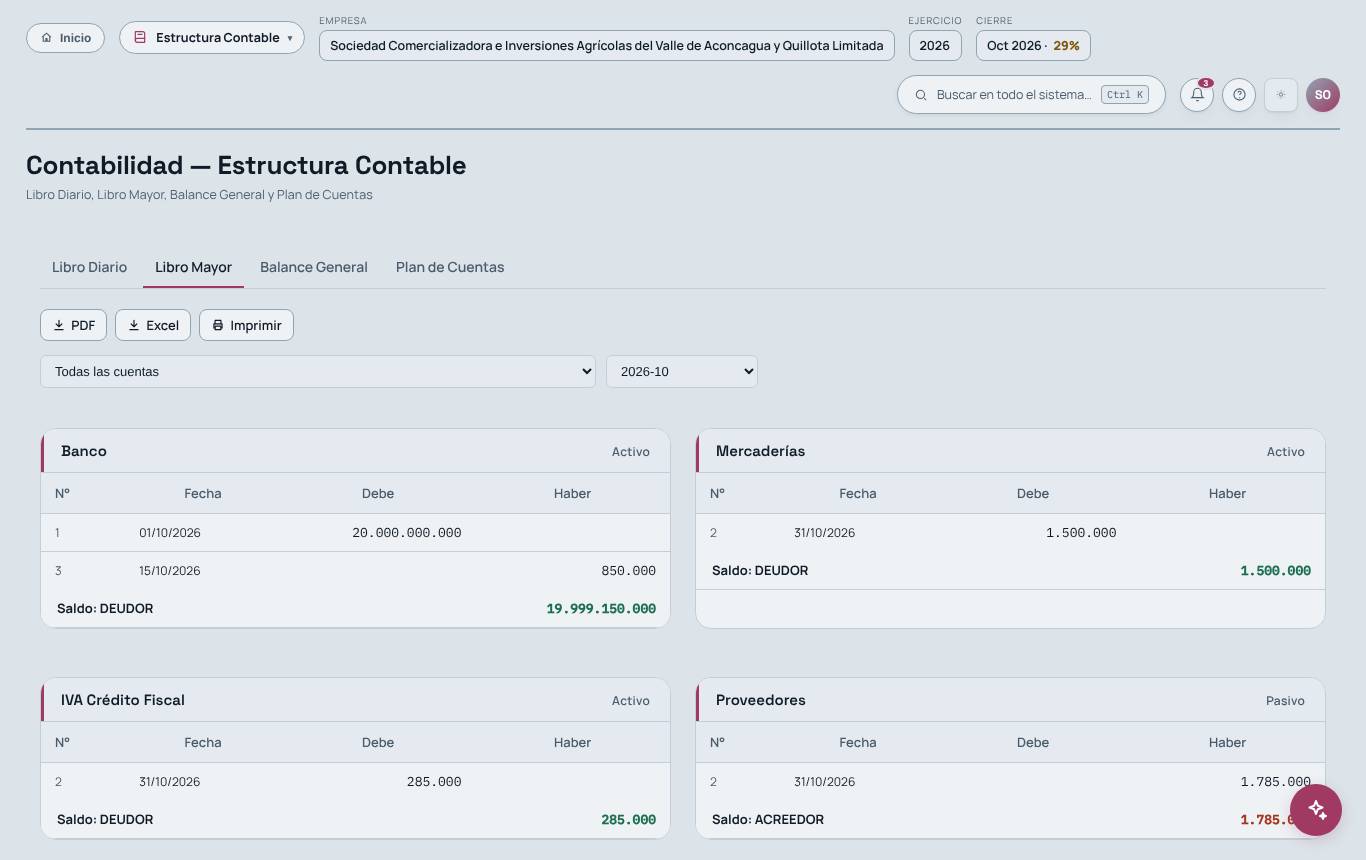 Inicio
Estructura Contable
EMPRESA
Sociedad Comercializadora e Inversiones Agrícolas del Valle de Aconcagua y Quillota Limitada
EJERCICIO
2026
CIERRE
Oct 2026 · 29%
Buscar en todo el sistema... Ctrl K
3
SO
Contabilidad — Estructura Contable
Libro Diario, Libro Mayor, Balance General y Plan de Cuentas
Libro Diario Libro Mayor Balance General Plan de Cuentas
PDF Excel Imprimir
Todas las cuentas 2026-10
Banco Activo
N° Fecha Debe Haber
1 01/10/2026 20.000.000.000
3 15/10/2026 850.000
Saldo: DEUDOR 19.999.150.000
Mercaderías Activo
N° Fecha Debe Haber
2 31/10/2026 1.500.000
Saldo: DEUDOR 1.500.000
IVA Crédito Fiscal Activo
N° Fecha Debe Haber
2 31/10/2026 285.000
Saldo: DEUDOR 285.000
Proveedores Pasivo
N° Fecha Debe Haber
2 31/10/2026 1.785.000
Saldo: ACREEDOR